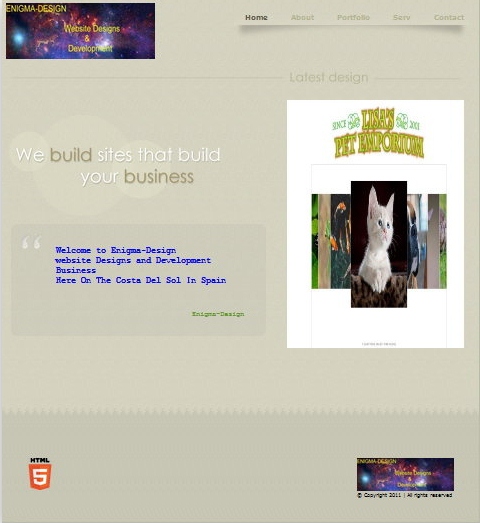 ENIGMA-DESIGN
Website Designs
&
Development
Home About Portfolio Serv Contact
Latest design
SINCE LISA'S 2001
PET EMPORIUM
We build sites that build
your business
“
Welcome to Enigma-Design
website Designs and Development
Business
Here On The Costa Del Sol In Spain
Enigma-Design
HTML
5
ENIGMA-DESIGN
Website Designs
&
Development
© Copyright 2011 | All rights reserved